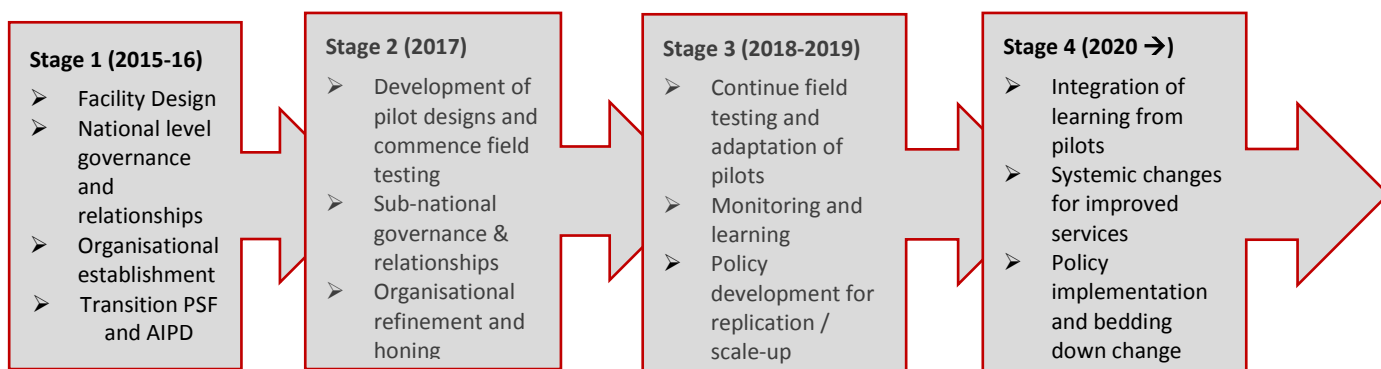 Stage 1 (2015-16)
➢ Facility Design
➢ National level
governance
and
relationships
➢ Organisational
establishment
➢ Transition PSF
and AIPD
Stage 2 (2017)
➢ Development of
pilot designs and
commence field
testing
➢ Sub-national
governance &
relationships
➢ Organisational
refinement and
honing
Stage 3 (2018-2019)
➢ Continue field
testing and
adaptation of
pilots
➢ Monitoring and
learning
➢ Policy
development for
replication /
scale-up
Stage 4 (2020 →)
➢ Integration of
learning from
pilots
➢ Systemic changes
for improved
services
➢ Policy
implementation
and bedding
down change